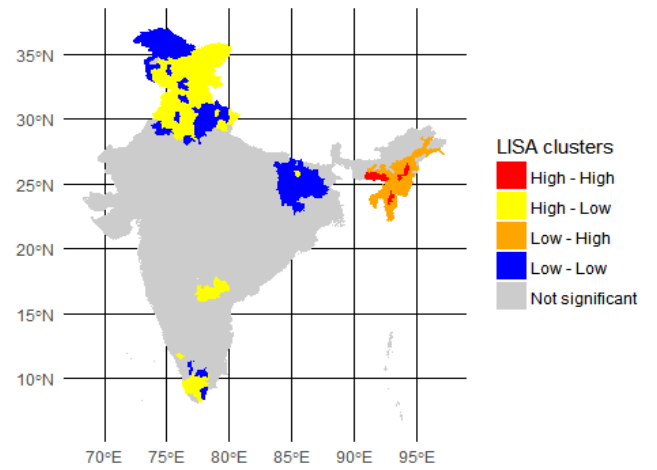 35°N
30°N
25°N
20°N
15°N
10°N
70°E 75°E 80°E 85°E 90°E 95°E
LISA clusters
High - High
High - Low
Low - High
Low - Low
Not significant